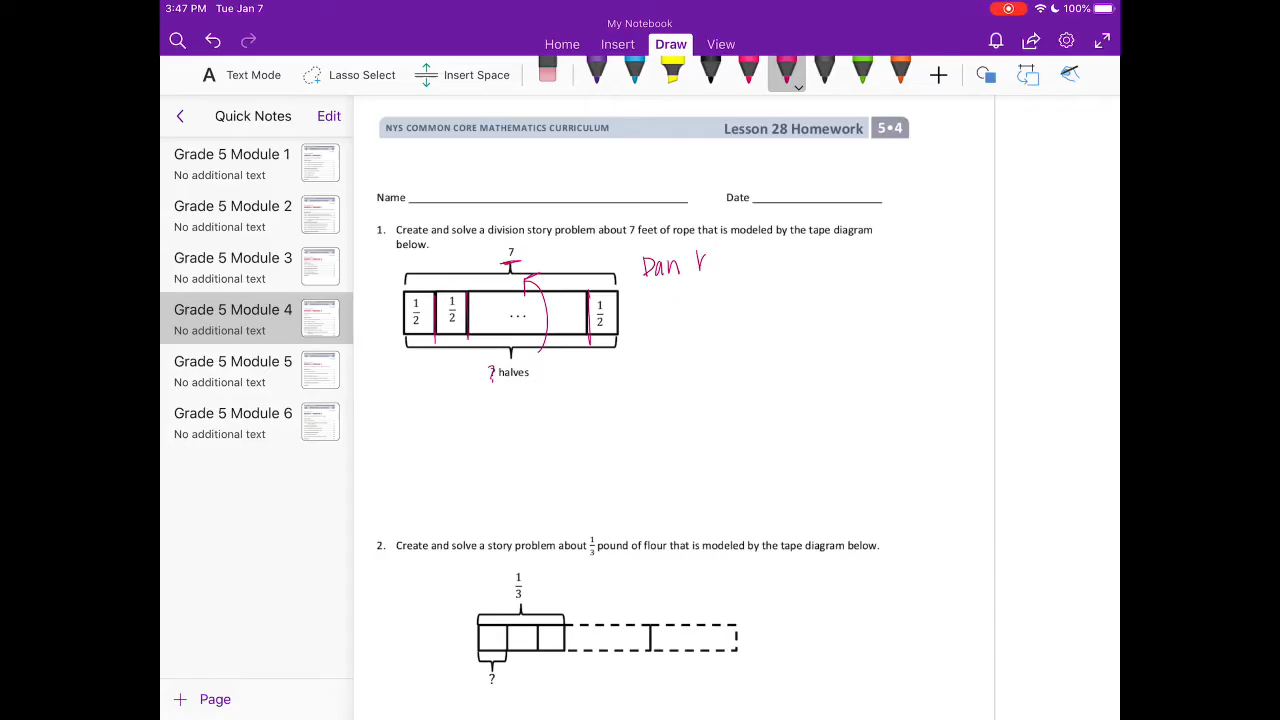 3:47 PM Tue Jan 7
100%
My Notebook
Home Insert Draw View
A Text Mode Lasso Select Insert Space
Quick Notes Edit
Grade 5 Module 1
No additional text
Grade 5 Module 2
No additional text
Grade 5 Module 3
No additional text
Grade 5 Module 4
No additional text
Grade 5 Module 5
No additional text
Grade 5 Module 6
No additional text
+ Page
NYS COMMON CORE MATHEMATICS CURRICULUM Lesson 28 Homework 5•4
Name Date
1. Create and solve a division story problem about 7 feet of rope that is modeled by the tape diagram
below.
7
Dan
1/2 1/2 ... 1/2
? halves
2. Create and solve a story problem about 1/3 pound of flour that is modeled by the tape diagram below.
1/3
?